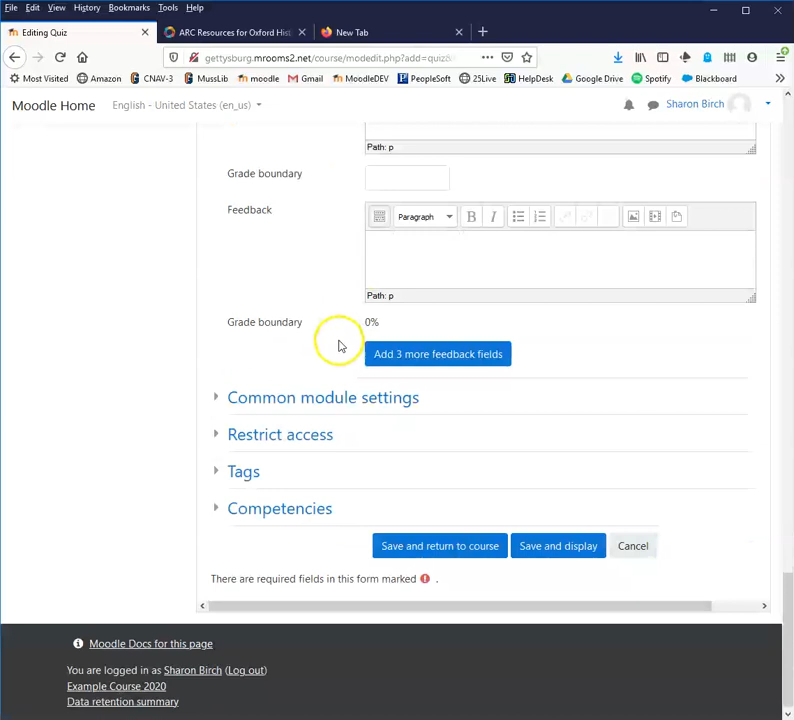 File Edit View History Bookmarks Tools Help
Editing Quiz
ARC Resources for Oxford Hist
New Tab
gettysburg.mrooms2.net/course/modedit.php?add=quiz&
Most Visited Amazon CNAV-3 MussLib moodle Gmail MoodleDEV PeopleSoft 25Live HelpDesk Google Drive Spotify Blackboard
Moodle Home English - United States (en_us) Sharon Birch
Path: p
Grade boundary
Feedback
Paragraph B I
Path: p
Grade boundary 0%
Add 3 more feedback fields
Common module settings
Restrict access
Tags
Competencies
Save and return to course Save and display Cancel
There are required fields in this form marked .
Moodle Docs for this page
You are logged in as Sharon Birch (Log out)
Example Course 2020
Data retention summary